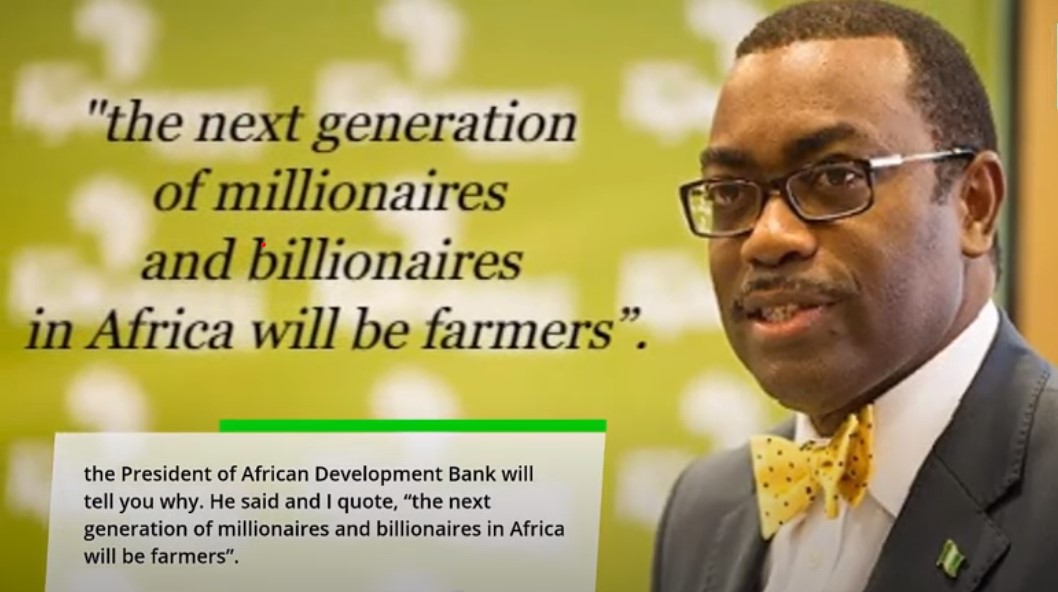 "the next generation
of millionaires
and billionaires
in Africa will be farmers”.
the President of African Development Bank will
tell you why. He said and I quote, “the next
generation of millionaires and billionaires in Africa
will be farmers”.